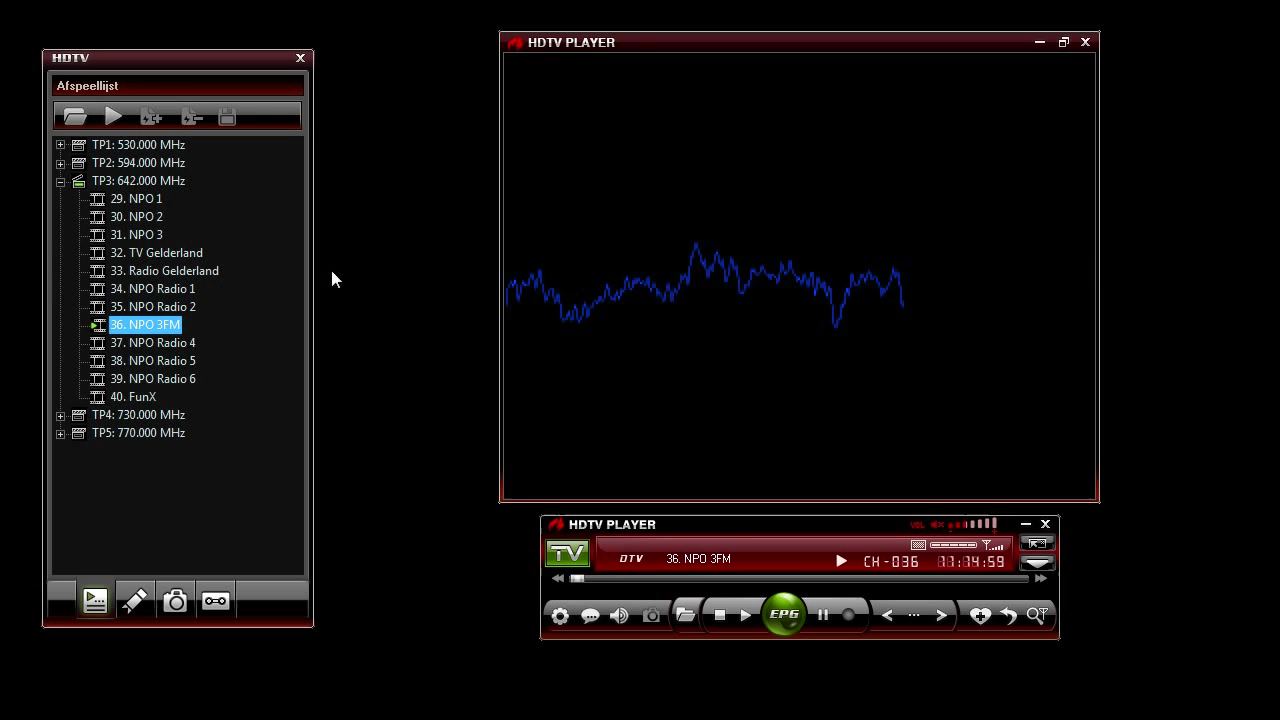 HDTV
Afspeellijst
TP1: 530.000 MHz
TP2: 594.000 MHz
TP3: 642.000 MHz
29. NPO 1
30. NPO 2
31. NPO 3
32. TV Gelderland
33. Radio Gelderland
34. NPO Radio 1
35. NPO Radio 2
36. NPO 3FM
37. NPO Radio 4
38. NPO Radio 5
39. NPO Radio 6
40. FunX
TP4: 730.000 MHz
TP5: 770.000 MHz
HDTV PLAYER
HDTV PLAYER
VOL
TV
DTV
36. NPO 3FM
CH-036
EPG